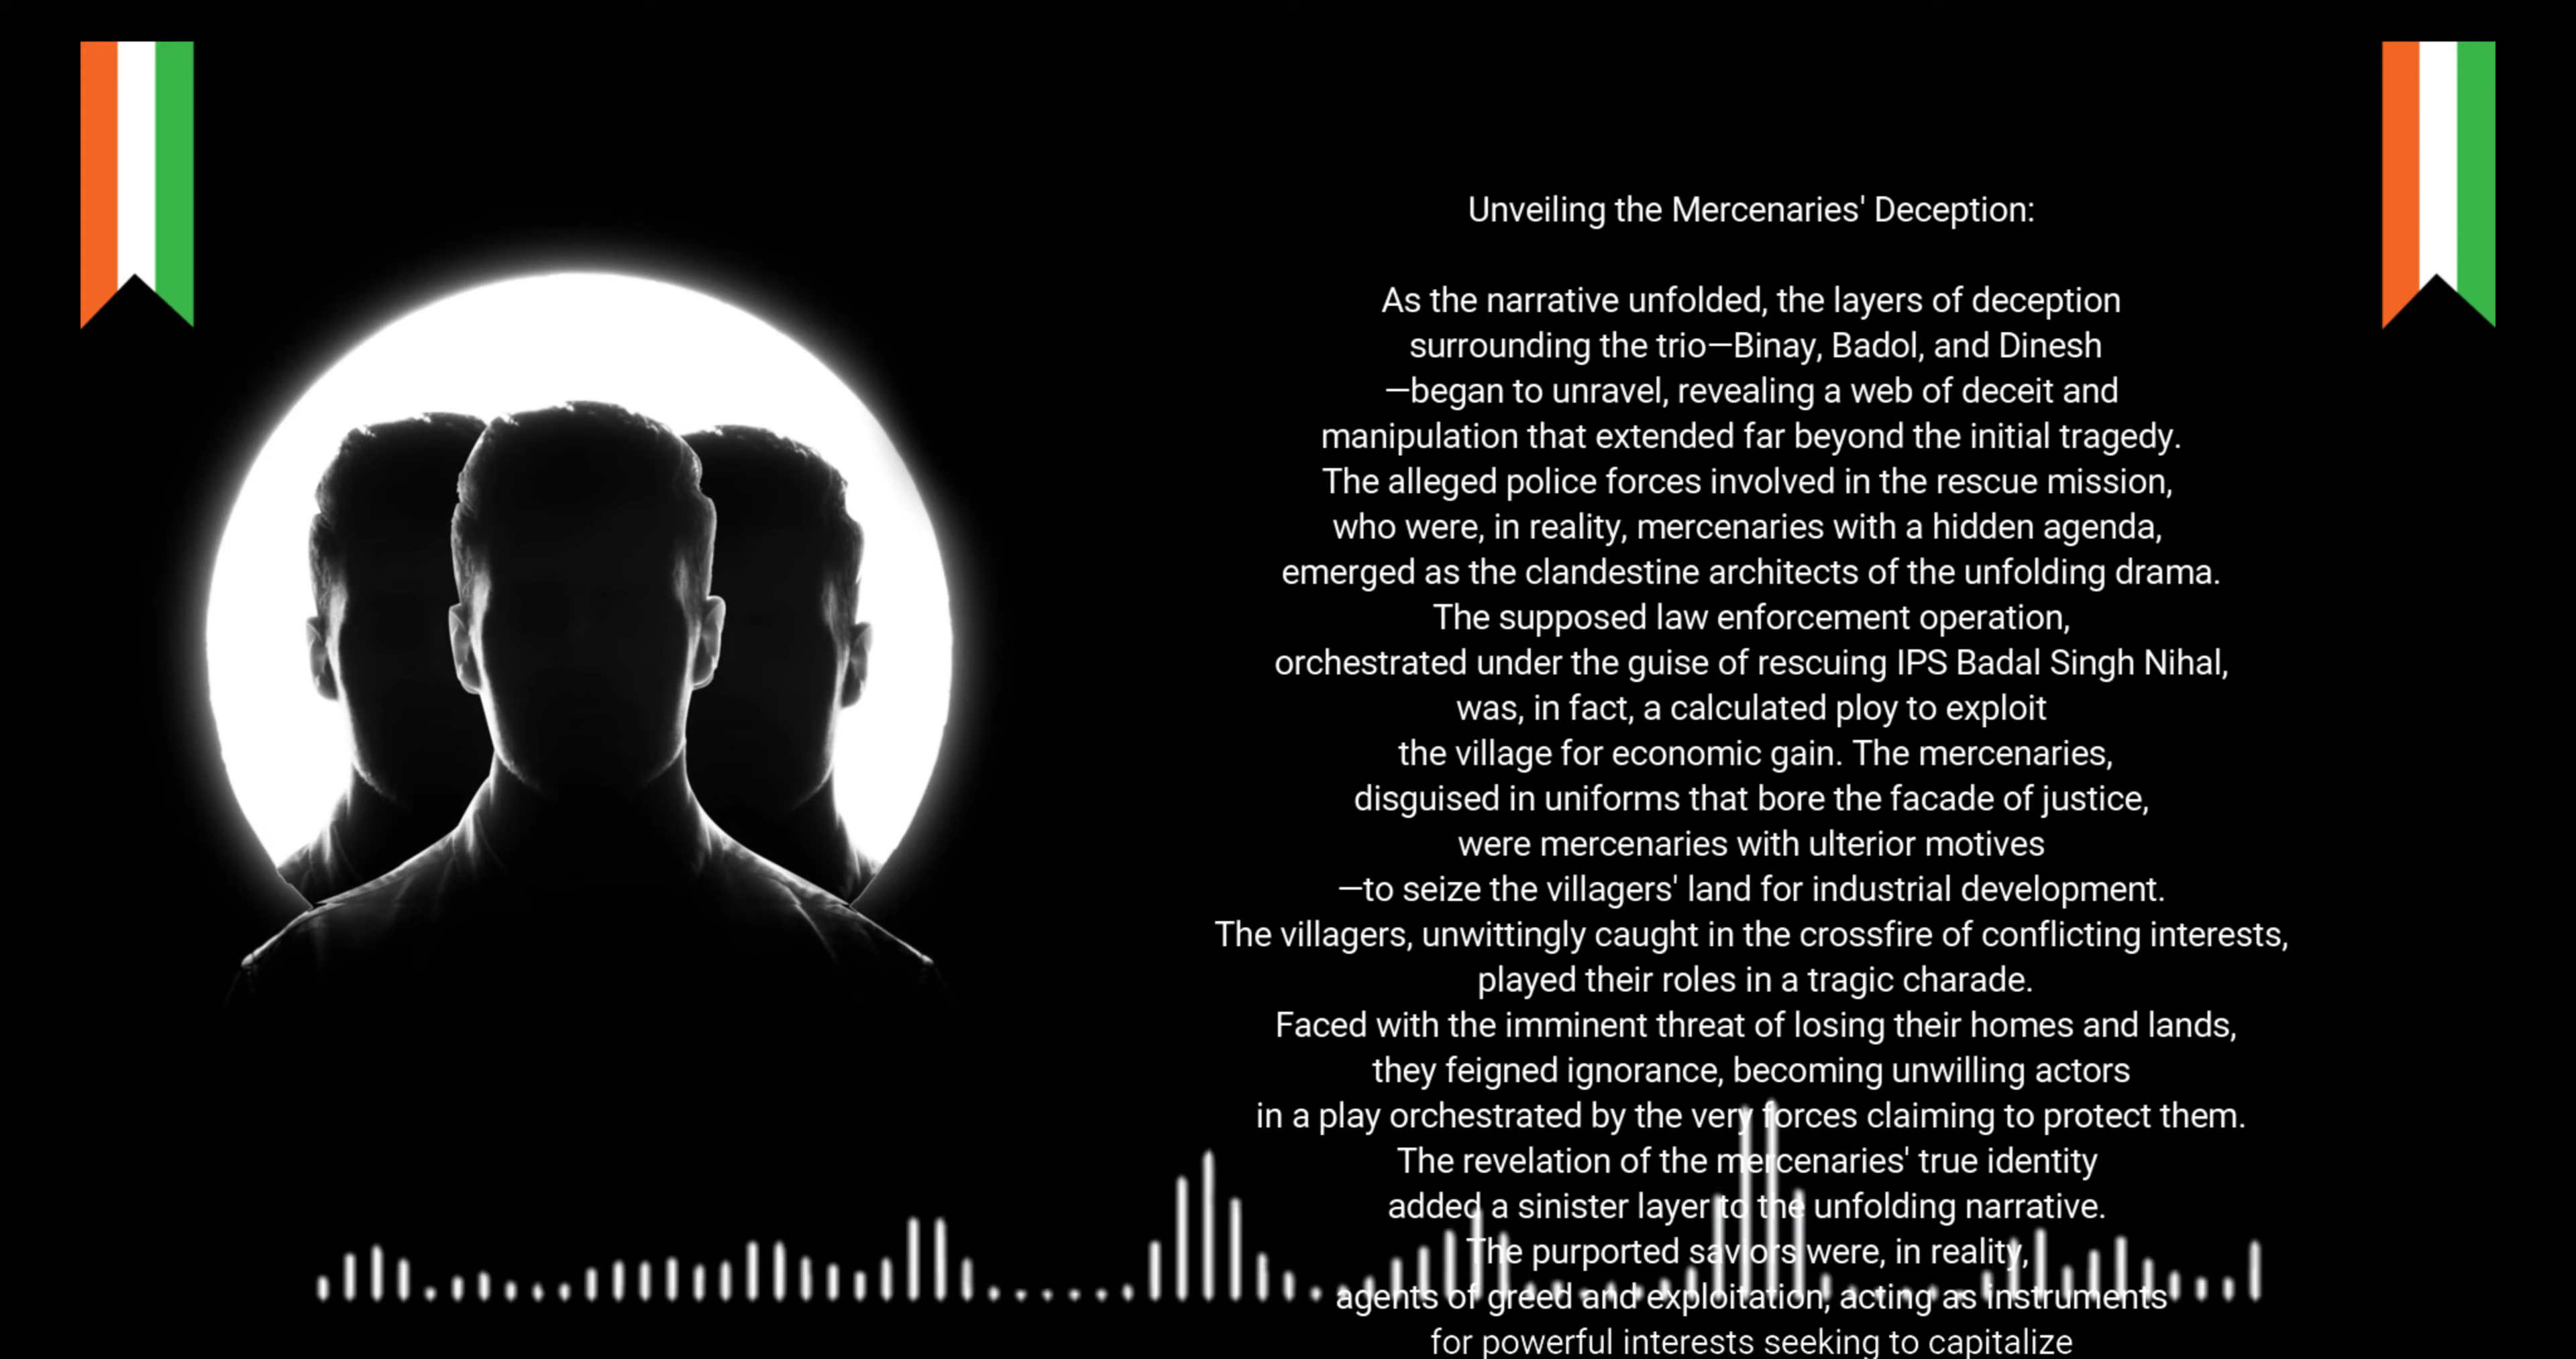 Unveiling the Mercenaries' Deception:
As the narrative unfolded, the layers of deception
surrounding the trio—Binay, Badol, and Dinesh
—began to unravel, revealing a web of deceit and
manipulation that extended far beyond the initial tragedy.
The alleged police forces involved in the rescue mission,
who were, in reality, mercenaries with a hidden agenda,
emerged as the clandestine architects of the unfolding drama.
The supposed law enforcement operation,
orchestrated under the guise of rescuing IPS Badal Singh Nihal,
was, in fact, a calculated ploy to exploit
the village for economic gain. The mercenaries,
disguised in uniforms that bore the facade of justice,
were mercenaries with ulterior motives
—to seize the villagers' land for industrial development.
The villagers, unwittingly caught in the crossfire of conflicting interests,
played their roles in a tragic charade.
Faced with the imminent threat of losing their homes and lands,
they feigned ignorance, becoming unwilling actors
in a play orchestrated by the very forces claiming to protect them.
The revelation of the mercenaries' true identity
added a sinister layer to the unfolding narrative.
The purported saviors were, in reality,
agents of greed and exploitation, acting as instruments
for powerful interests seeking to capitalize